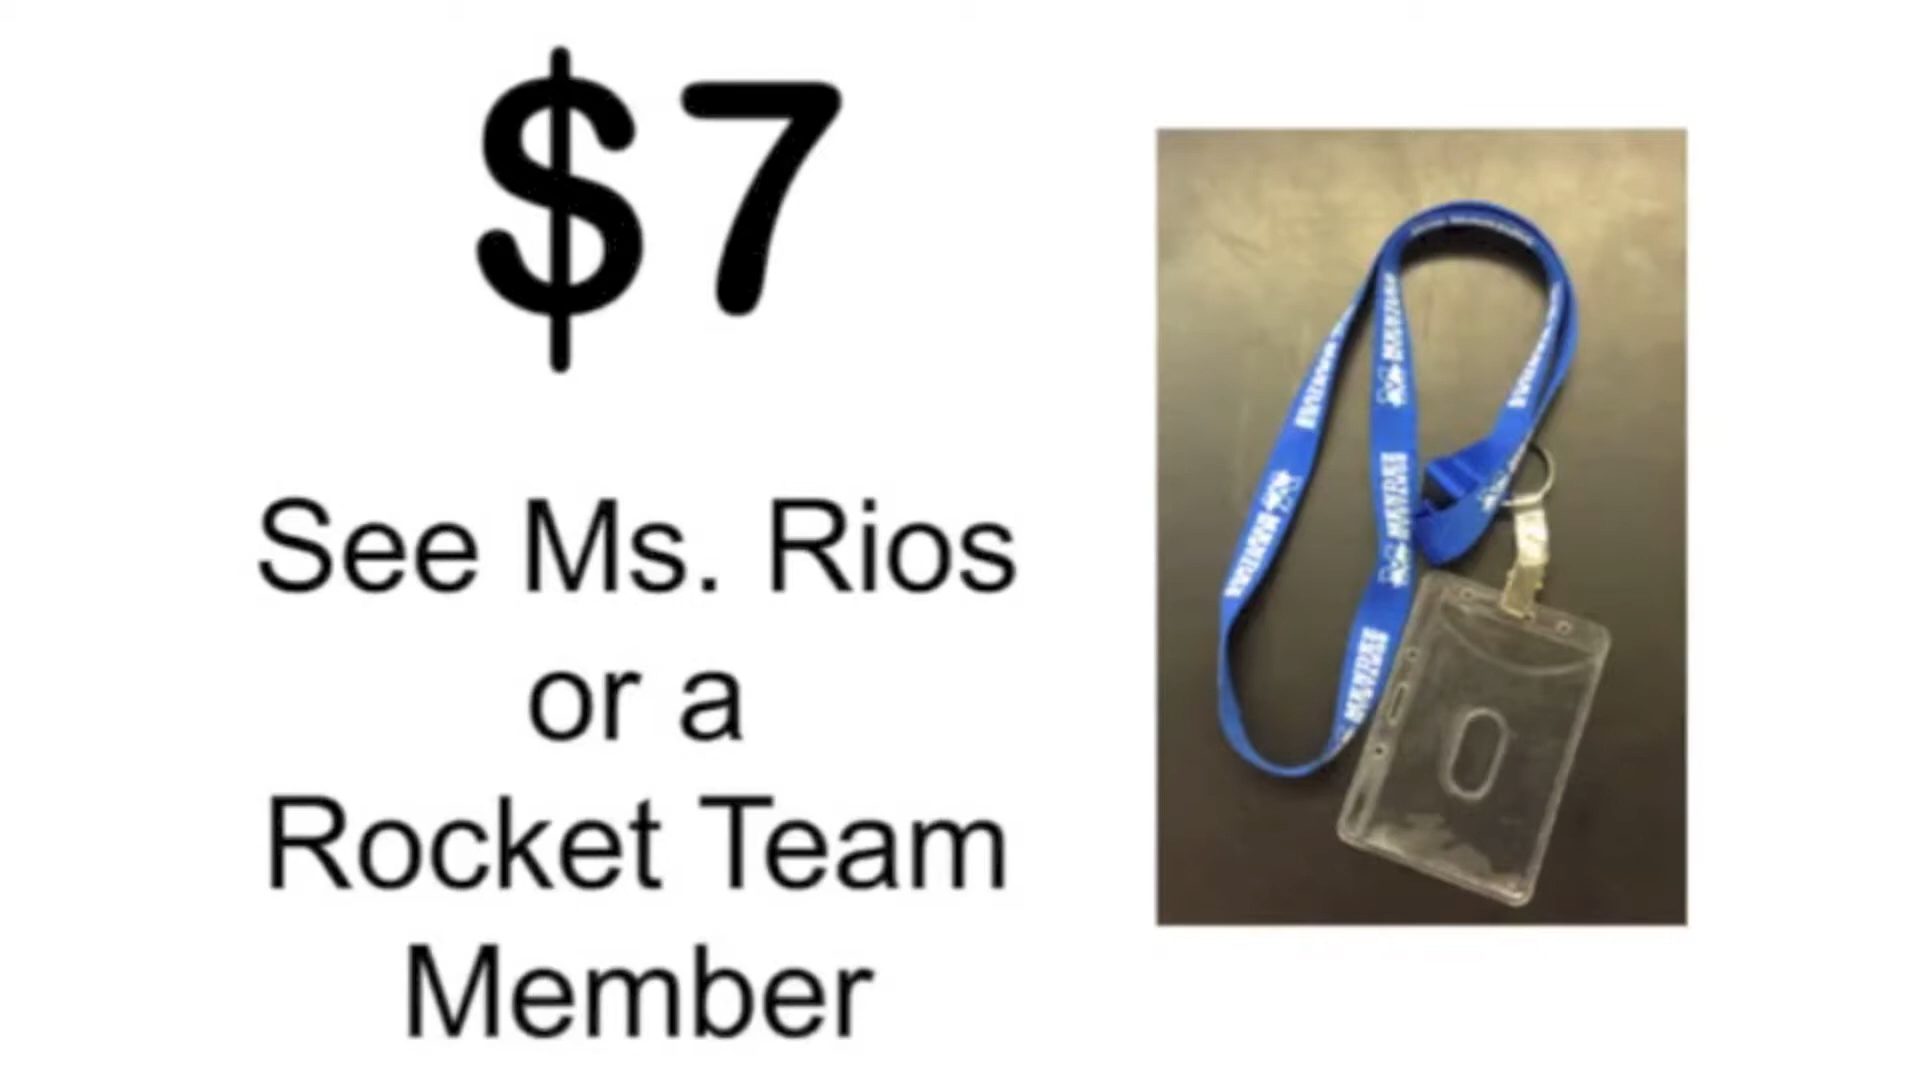 $7
See Ms. Rios
or a
Rocket Team
Member